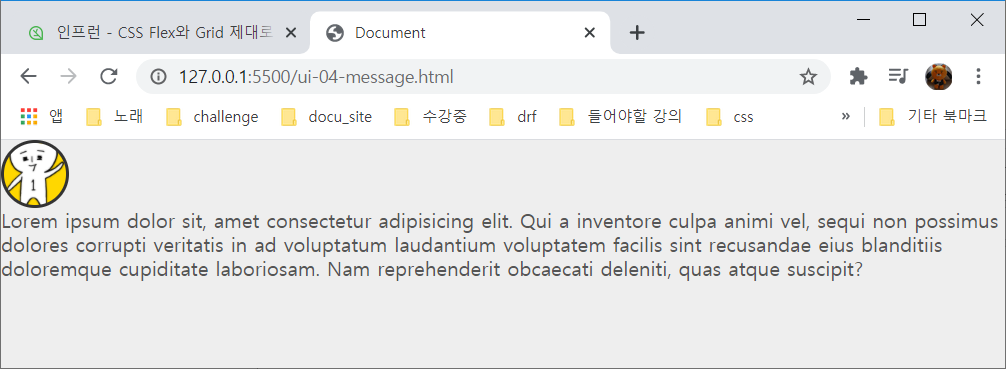 인프런 - CSS Flex와 Grid 제대로
Document
127.0.0.1:5500/ui-04-message.html
앱
노래
challenge
docu_site
수강중
drf
들어야할 강의
css
»
기타 북마크
1
Lorem ipsum dolor sit, amet consectetur adipisicing elit. Qui a inventore culpa animi vel, sequi non possimus
dolores corrupti veritatis in ad voluptatum laudantium voluptatem facilis sint recusandae eius blanditiis
doloremque cupiditate laboriosam. Nam reprehenderit obcaecati deleniti, quas atque suscipit?